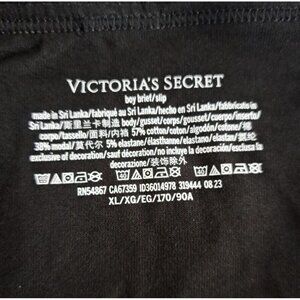 VICTORIA'S SECRET
boy brief/slip
made in Sri Lanka/fabriqué au Sri Lanka/hecho en Sri Lanka/fabbricato in
Sri Lanka/斯里兰卡制造 body/gusset/corps/gousset/cuerpo/inserto/
corpo/tassello/面料/内裆 57% cotton/coton/algodón/cotone/棉
38% modal/莫代尔 5% elastane/élasthanne/elastano/elastan/氨纶
exclusive of decoration/sauf décoration/no incluye la decoración/esclusa la
decorazione/装饰除外
RN54867 CA67359 ID36014978 319444 08 23
XL/XG/EG/170/90A